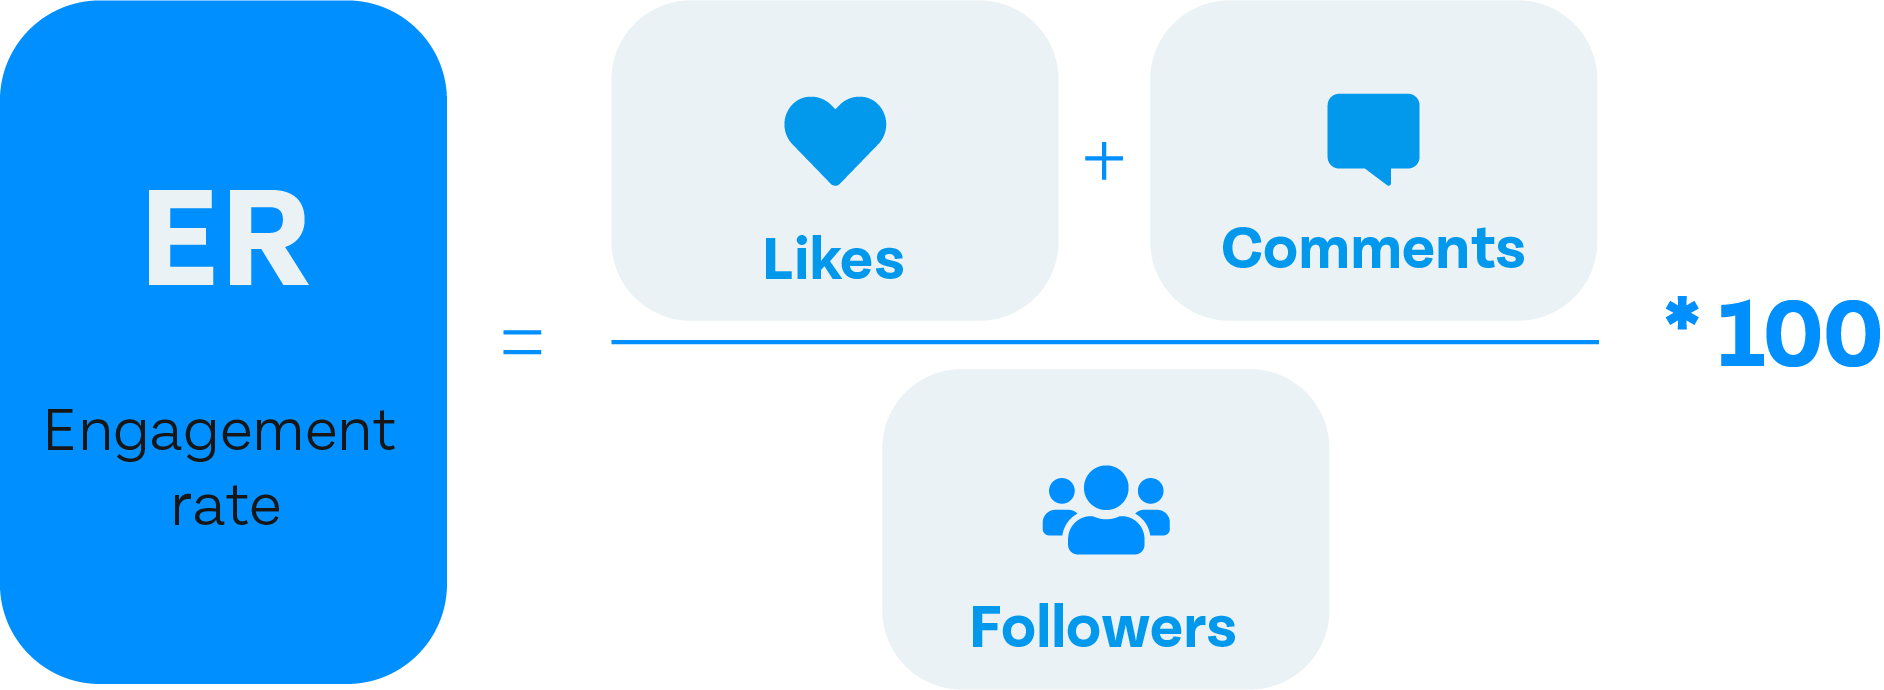 ER
Engagement
rate
=
Likes
+
Comments
* 100
Followers